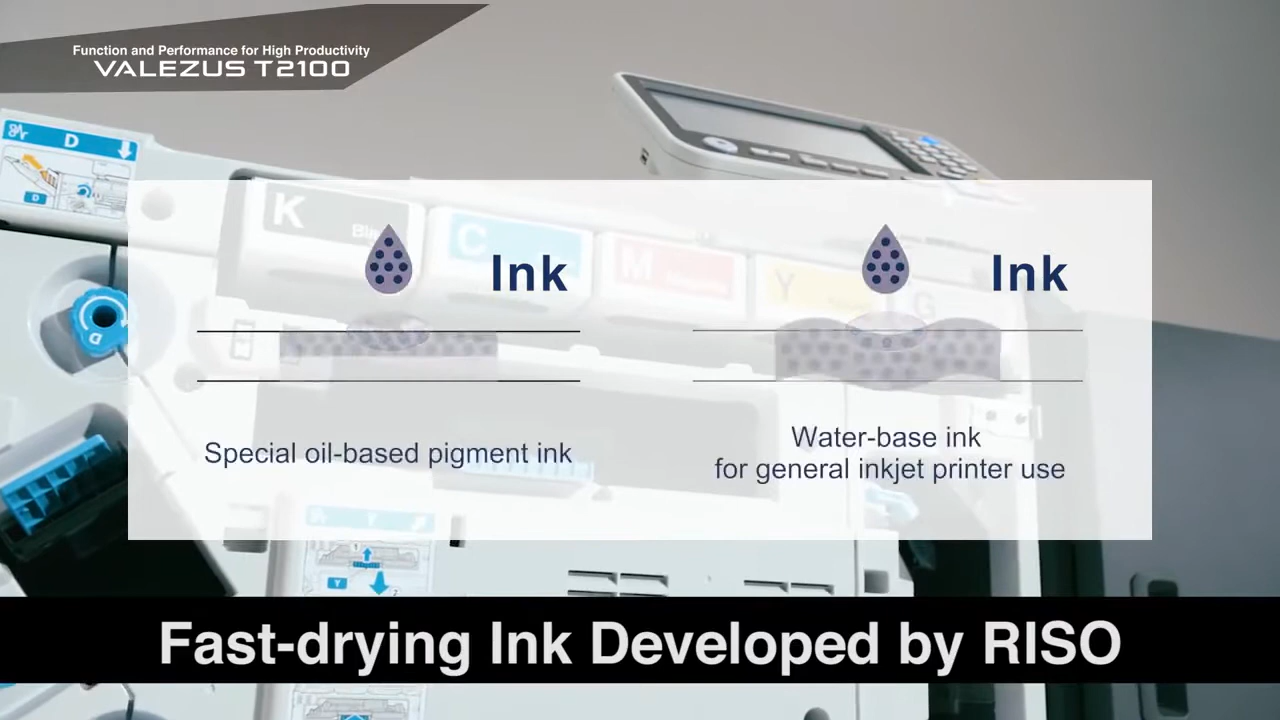 Function and Performance for High Productivity
VALEZUS T2100
D
D
K
Bla
C
M
Y
G
D
Ink
Ink
Special oil-based pigment ink
Water-base ink
for general inkjet printer use
Y
Y
Fast-drying Ink Developed by RISO